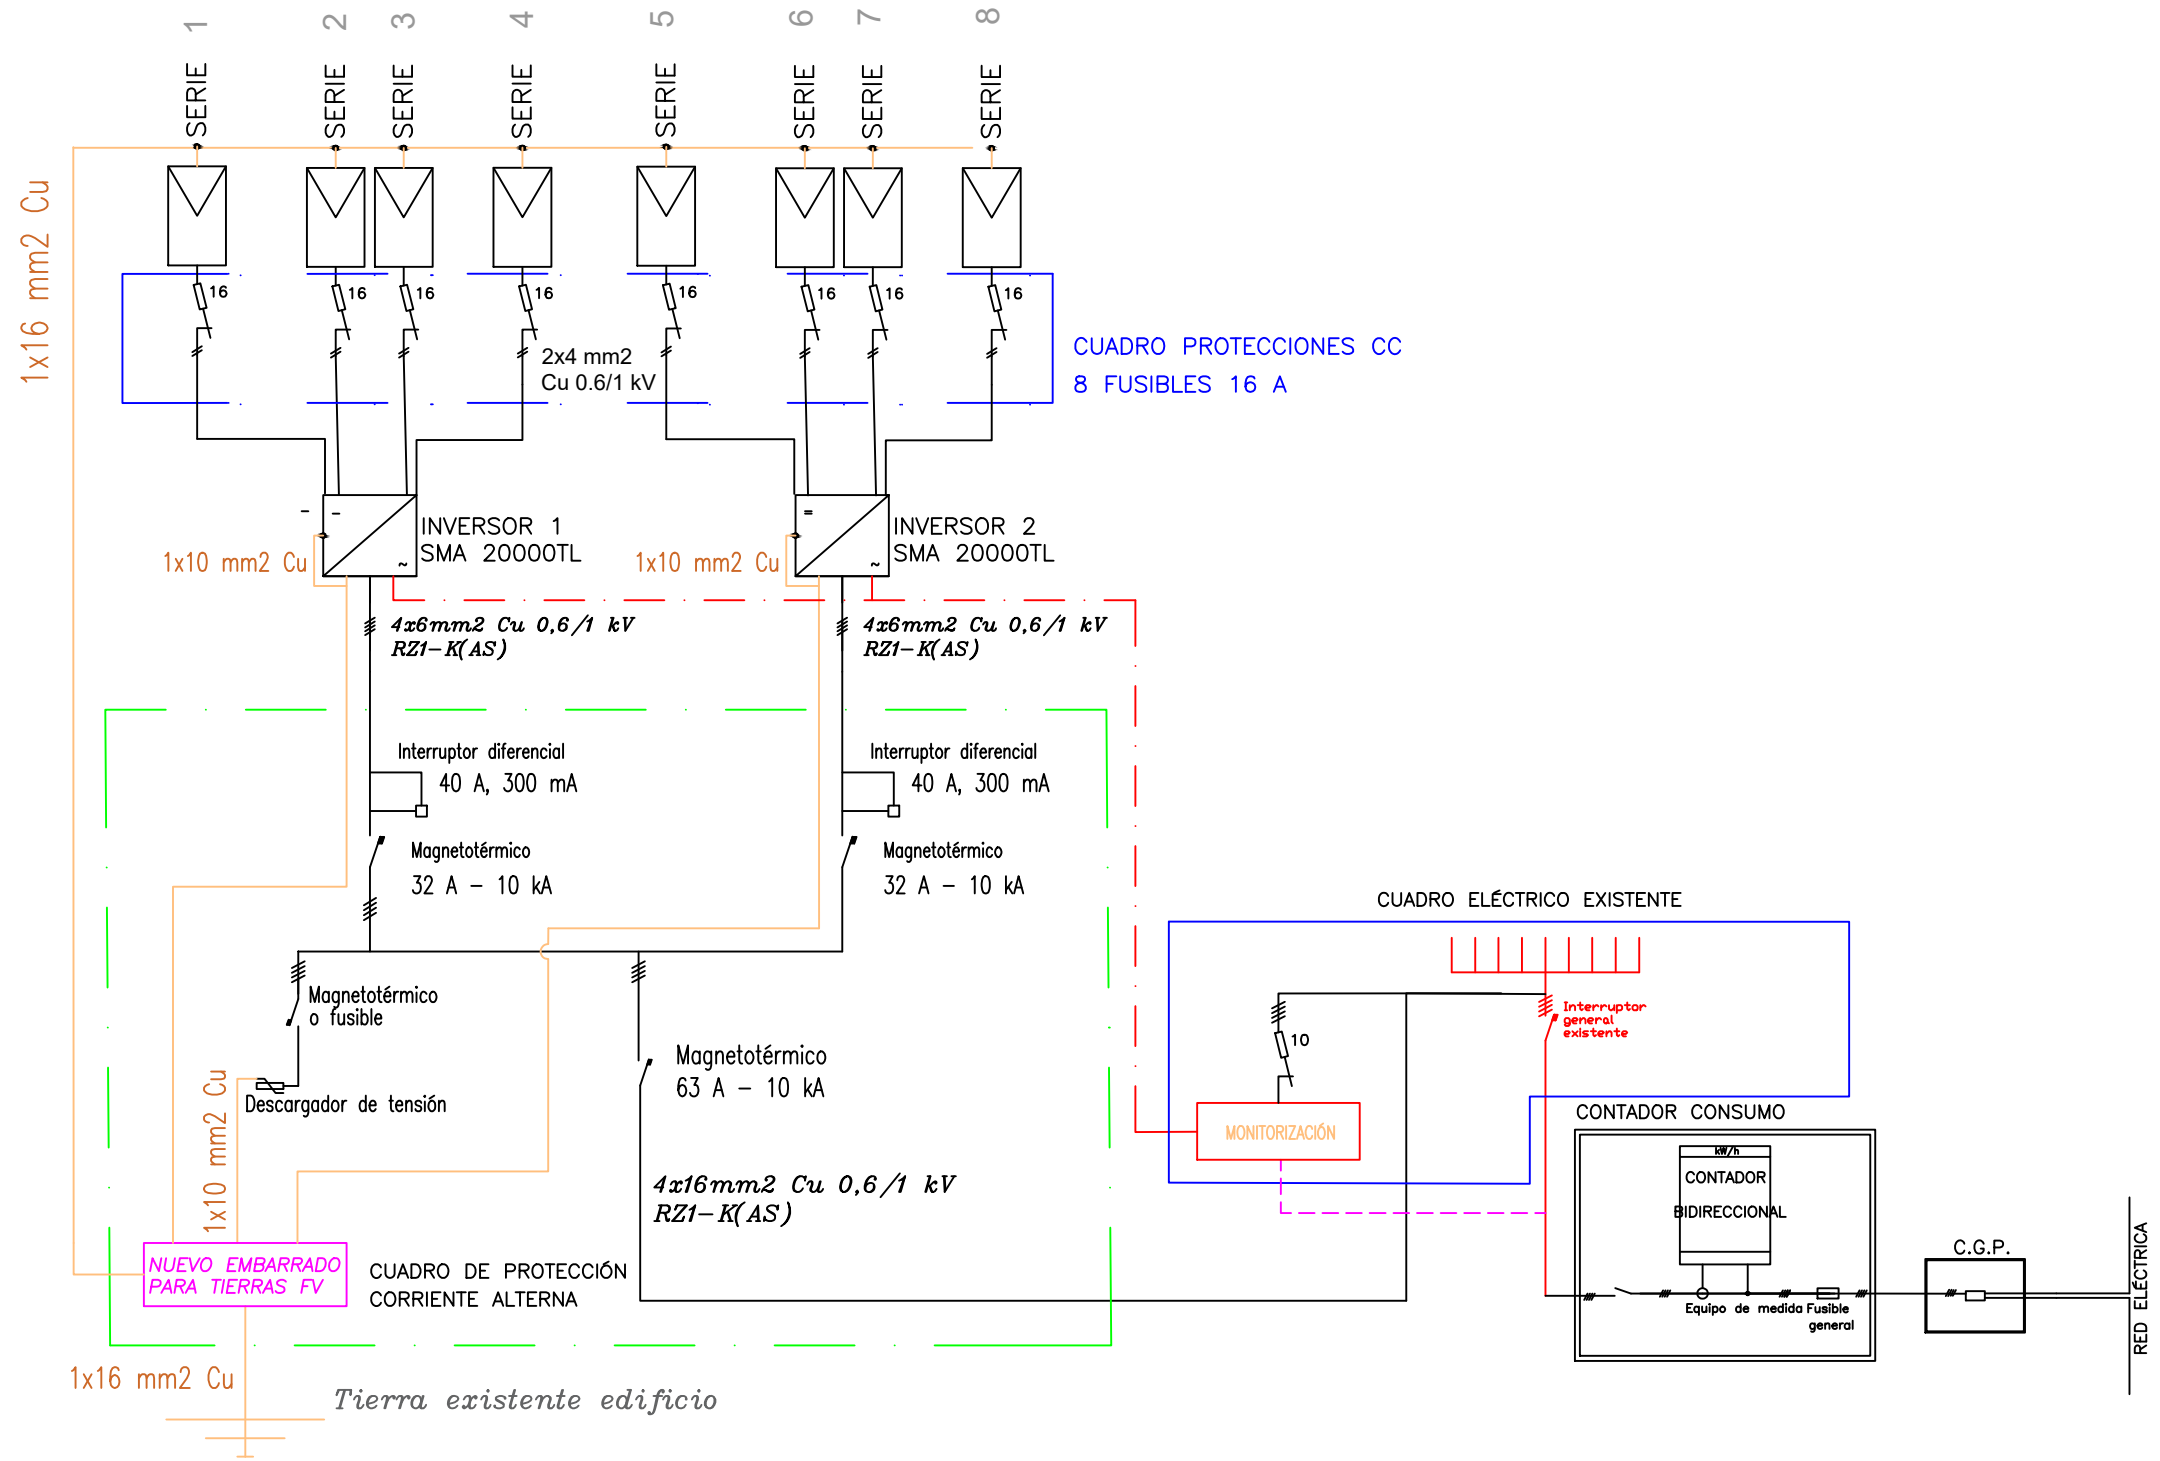 SERIE 1
SERIE 2
SERIE 3
SERIE 4
SERIE 5
SERIE 6
SERIE 7
SERIE 8
1x16 mm2 Cu
16
16
16
16
16
16
16
16
2x4 mm2
Cu 0.6/1 kV
CUADRO PROTECCIONES CC
8 FUSIBLES 16 A
INVERSOR 1
SMA 20000TL
INVERSOR 2
SMA 20000TL
1x10 mm2 Cu
1x10 mm2 Cu
4x6mm2 Cu 0,6/1 kV
RZ1-K(AS)
4x6mm2 Cu 0,6/1 kV
RZ1-K(AS)
Interruptor diferencial
40 A, 300 mA
Interruptor diferencial
40 A, 300 mA
Magnetotérmico
32 A - 10 kA
Magnetotérmico
32 A - 10 kA
CUADRO ELÉCTRICO EXISTENTE
Magnetotérmico
o fusible
Interruptor
general
existente
10
Magnetotérmico
63 A - 10 kA
1x10 mm2 Cu
Descargador de tensión
MONITORIZACIÓN
CONTADOR CONSUMO
kW/h
CONTADOR
BIDIRECCIONAL
4x16mm2 Cu 0,6/1 kV
RZ1-K(AS)
NUEVO EMBARRADO
PARA TIERRAS FV
CUADRO DE PROTECCIÓN
CORRIENTE ALTERNA
C.G.P.
RED ELÉCTRICA
Equipo de medida
Fusible
general
1x16 mm2 Cu
Tierra existente edificio